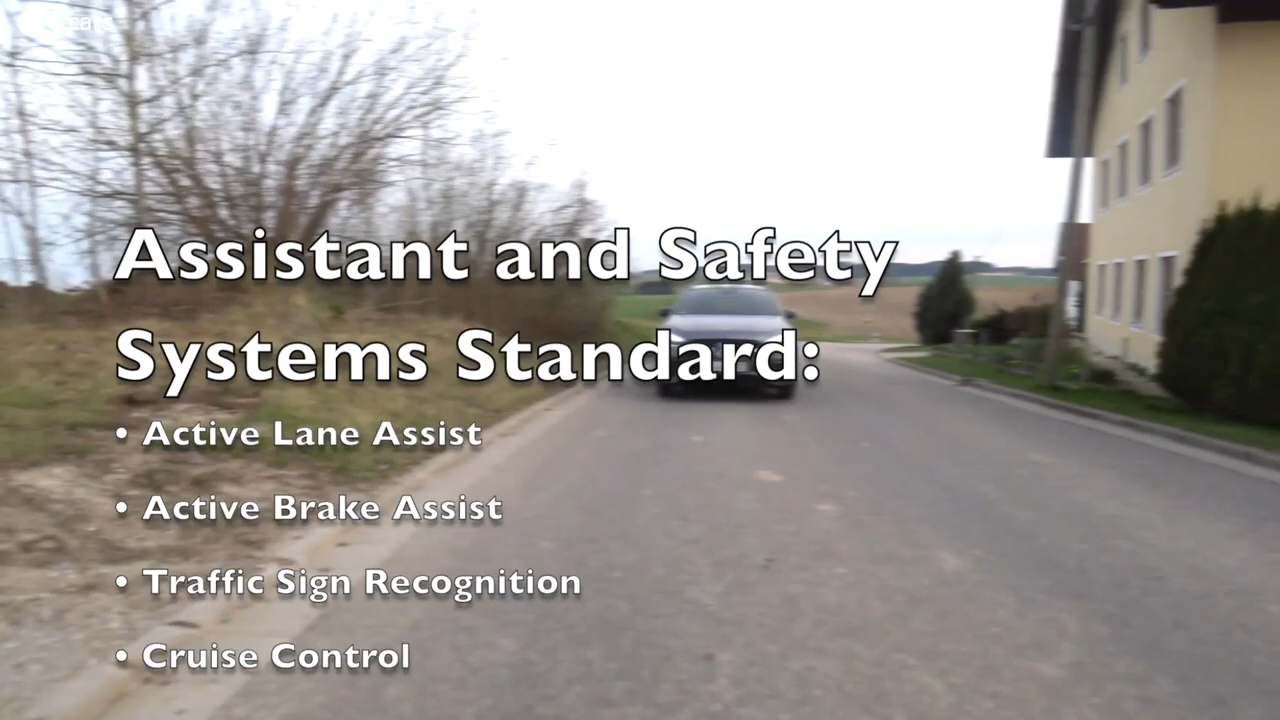 Assistant and Safety
Systems Standard:
• Active Lane Assist
• Active Brake Assist
• Traffic Sign Recognition
• Cruise Control